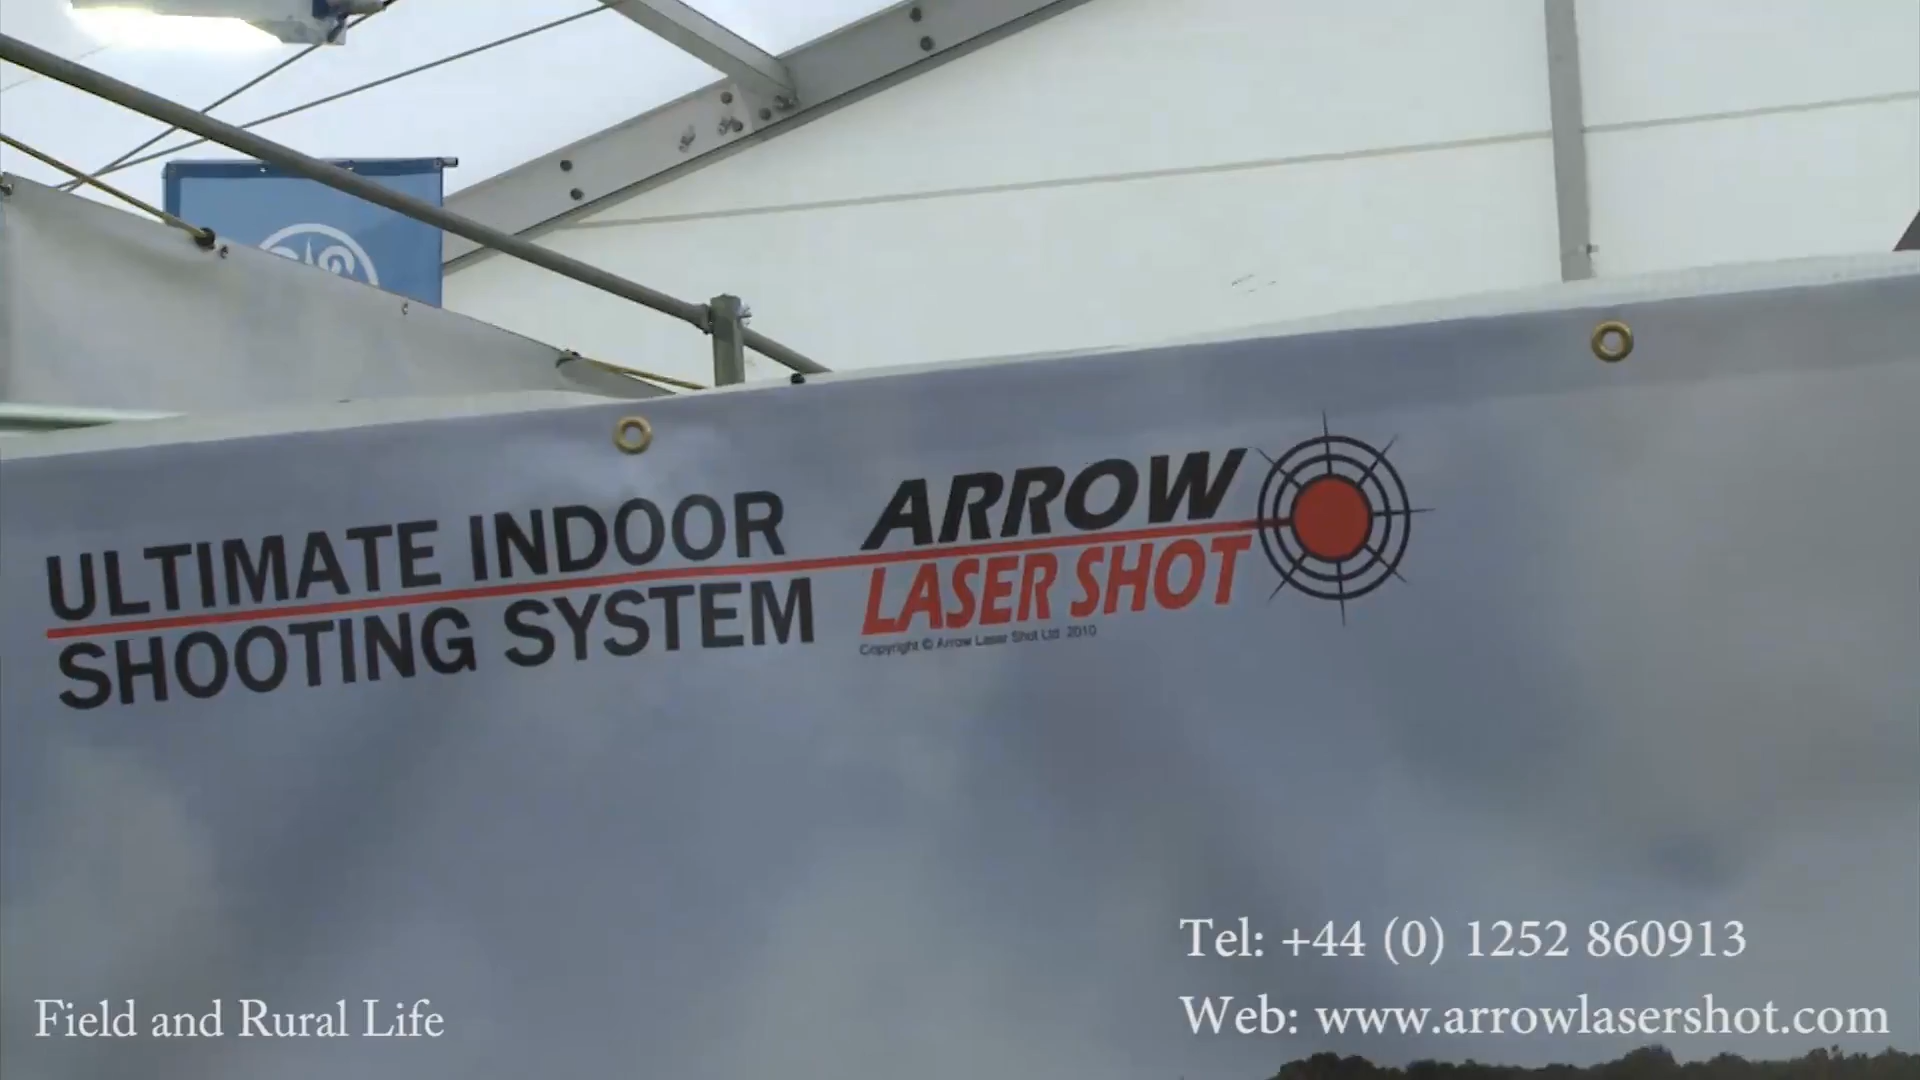 ULTIMATE INDOOR
SHOOTING SYSTEM
ARROW
LASER SHOT
Copyright © Arrow Laser Shot Ltd 2010
Tel: +44 (0) 1252 860913
Web: www.arrowlasershot.com
Field and Rural Life